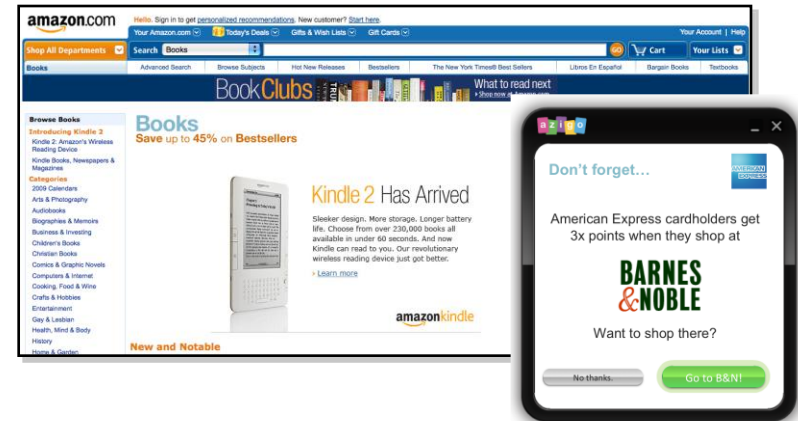 amazon.com
Hello. Sign in to get personalized recommendations. New customer? Start here.
Your Amazon.com Today's Deals Gifts & Wish Lists Gift Cards Your Account | Help
Shop All Departments Search Books GO Cart Your Lists
Books Advanced Search Browse Subjects Hot New Releases Bestsellers The New York Times® Best Sellers Libros En Español Bargain Books Textbooks
BookClubs TRUE What to read next
Browse Books
Introducing Kindle 2
Kindle 2: Amazon's Wireless
Reading Device
Kindle Books, Newspapers &
Magazines
Categories
2009 Calendars
Arts & Photography
Audiobooks
Biographies & Memoirs
Business & Investing
Children's Books
Christian Books
Comics & Graphic Novels
Computers & Internet
Cooking, Food & Wine
Crafts & Hobbies
Entertainment
Gay & Lesbian
Health, Mind & Body
History
Home & Garden
Books
Save up to 45% on Bestsellers
Kindle 2 Has Arrived
Sleeker design. More storage. Longer battery
life. Choose from over 230,000 books all
available in under 60 seconds. And now
Kindle can read to you. Our revolutionary
wireless reading device just got better.
Learn more
amazonkindle
New and Notable
azigo
Don't forget…
AMERICAN
EXPRESS
American Express cardholders get
3x points when they shop at
BARNES
&NOBLE
Want to shop there?
No thanks. Go to B&N!